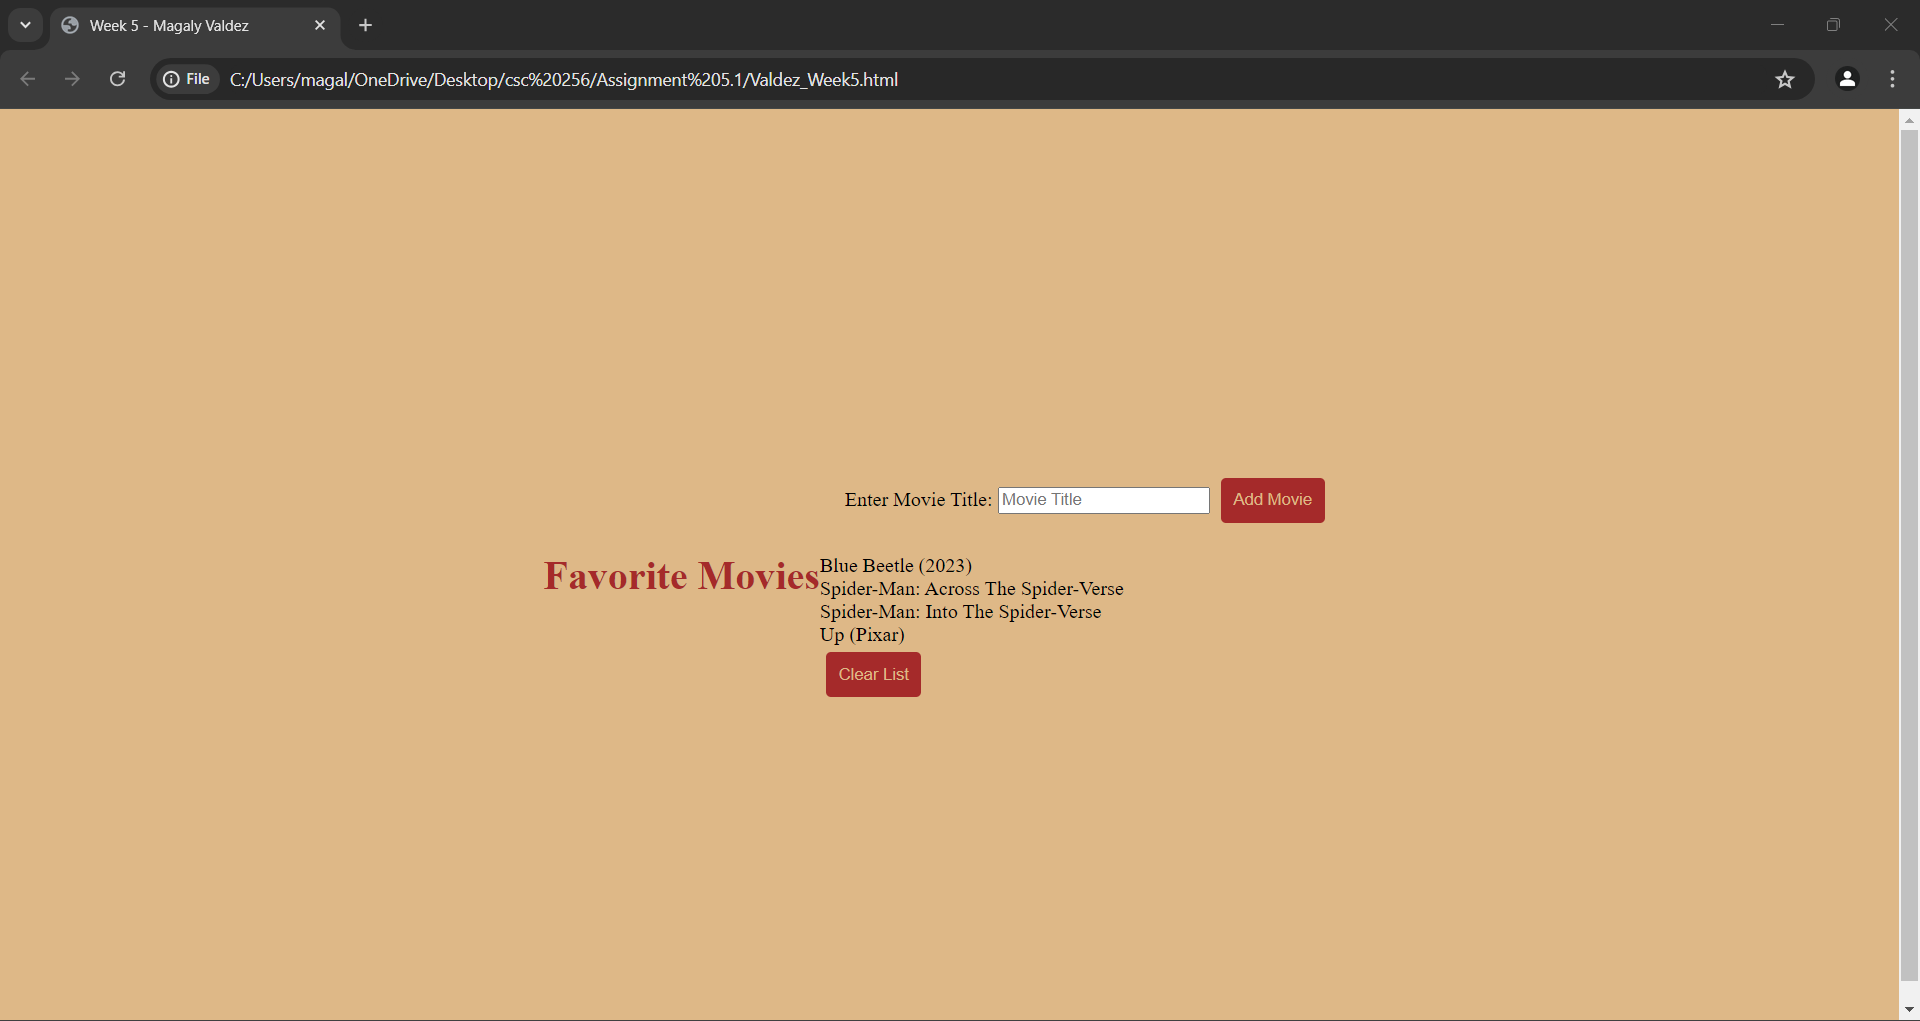 Week 5 - Magaly Valdez
File C:/Users/magal/OneDrive/Desktop/csc%20256/Assignment%205.1/Valdez_Week5.html
Enter Movie Title: Movie Title Add Movie
Favorite Movies
Blue Beetle (2023)
Spider-Man: Across The Spider-Verse
Spider-Man: Into The Spider-Verse
Up (Pixar)
Clear List